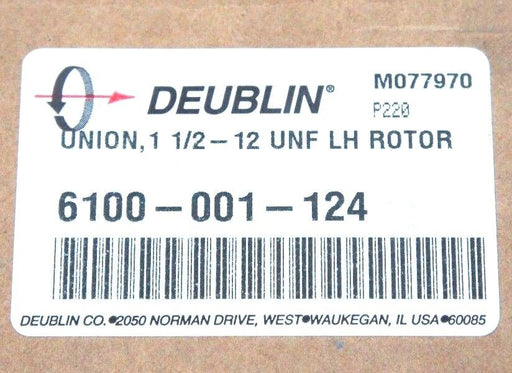 DEUBLIN® M077970
P220
UNION, 1 1/2-12 UNF LH ROTOR
6100-001-124
DEUBLIN CO.•2050 NORMAN DRIVE, WEST•WAUKEGAN, IL USA•60085